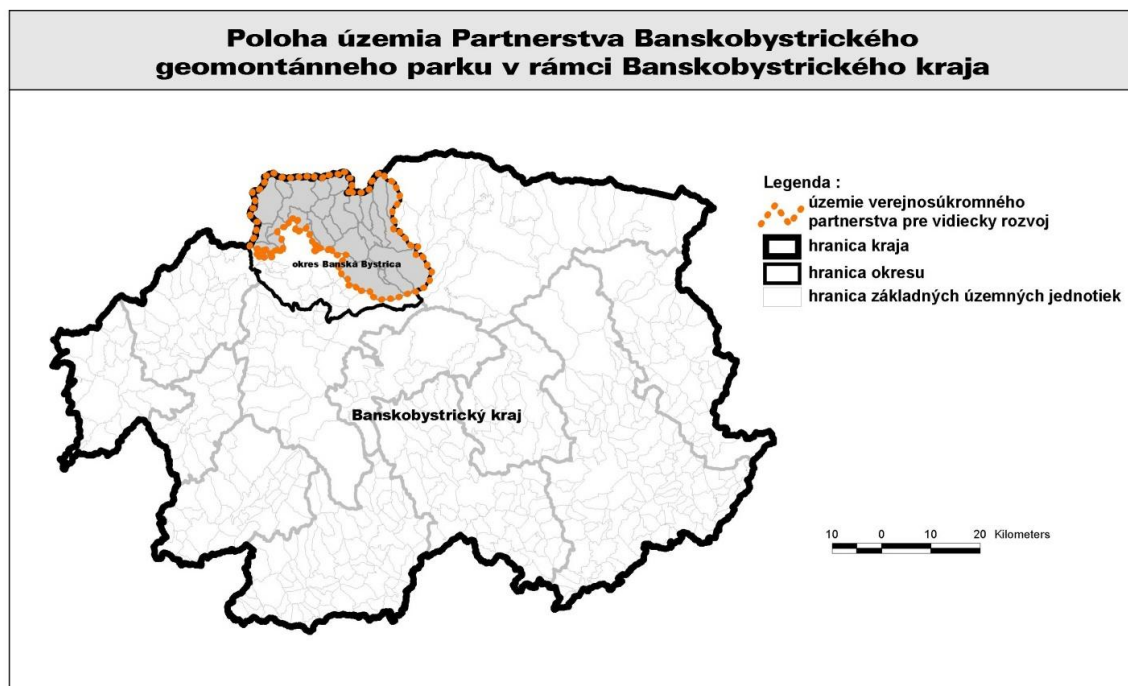 Poloha územia Partnerstva Banskobystrického
geomontánneho parku v rámci Banskobystrického kraja
Legenda :
územie verejnosúkromného
partnerstva pre vidiecky rozvoj
hranica kraja
hranica okresu
hranica základných územných jednotiek
okres Banská Bystrica
Banskobystrický kraj
10 0 10 20 Kilometers